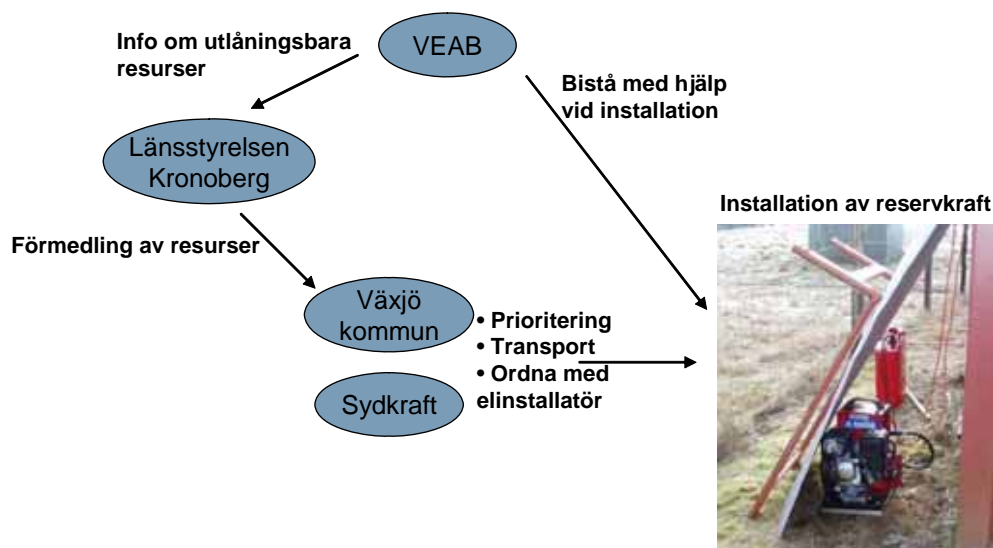 Info om utlåningsbara
resurser
VEAB
Bistå med hjälp
vid installation
Länsstyrelsen
Kronoberg
Installation av reservkraft
Förmedling av resurser
Växjö
kommun
• Prioritering
• Transport
• Ordna med
elinstallatör
Sydkraft